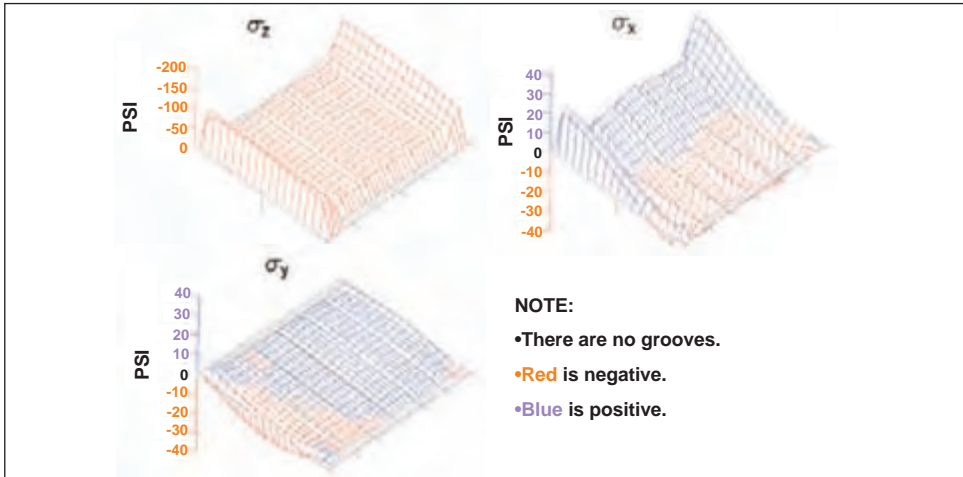 σz
-200
-150
-100
-50
0
PSI
σx
40
30
20
10
0
-10
-20
-30
-40
PSI
σy
40
30
20
10
0
-10
-20
-30
-40
PSI
NOTE:
•There are no grooves.
•Red is negative.
•Blue is positive.